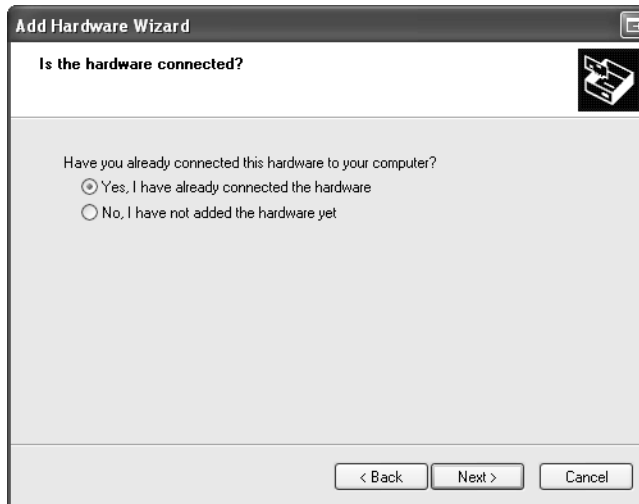 Add Hardware Wizard
Is the hardware connected?
Have you already connected this hardware to your computer?
Yes, I have already connected the hardware
No, I have not added the hardware yet
< Back Next > Cancel